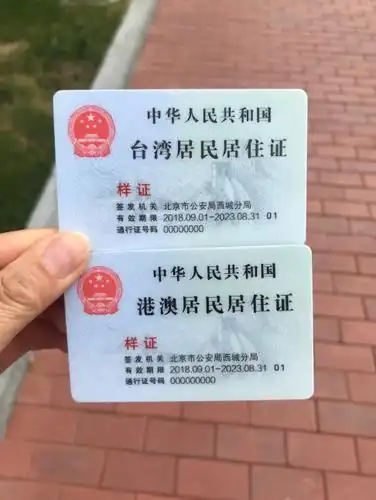 中华人民共和国
台湾居民居住证
样证
签发机关 北京市公安局西城分局
有效期限 2018.09.01-2023.08.31 01
通行证号码 00000000
中华人民共和国
港澳居民居住证
样证
签发机关 北京市公安局西城分局
有效期限 2018.09.01-2023.08.31 01
通行证号码 000000000